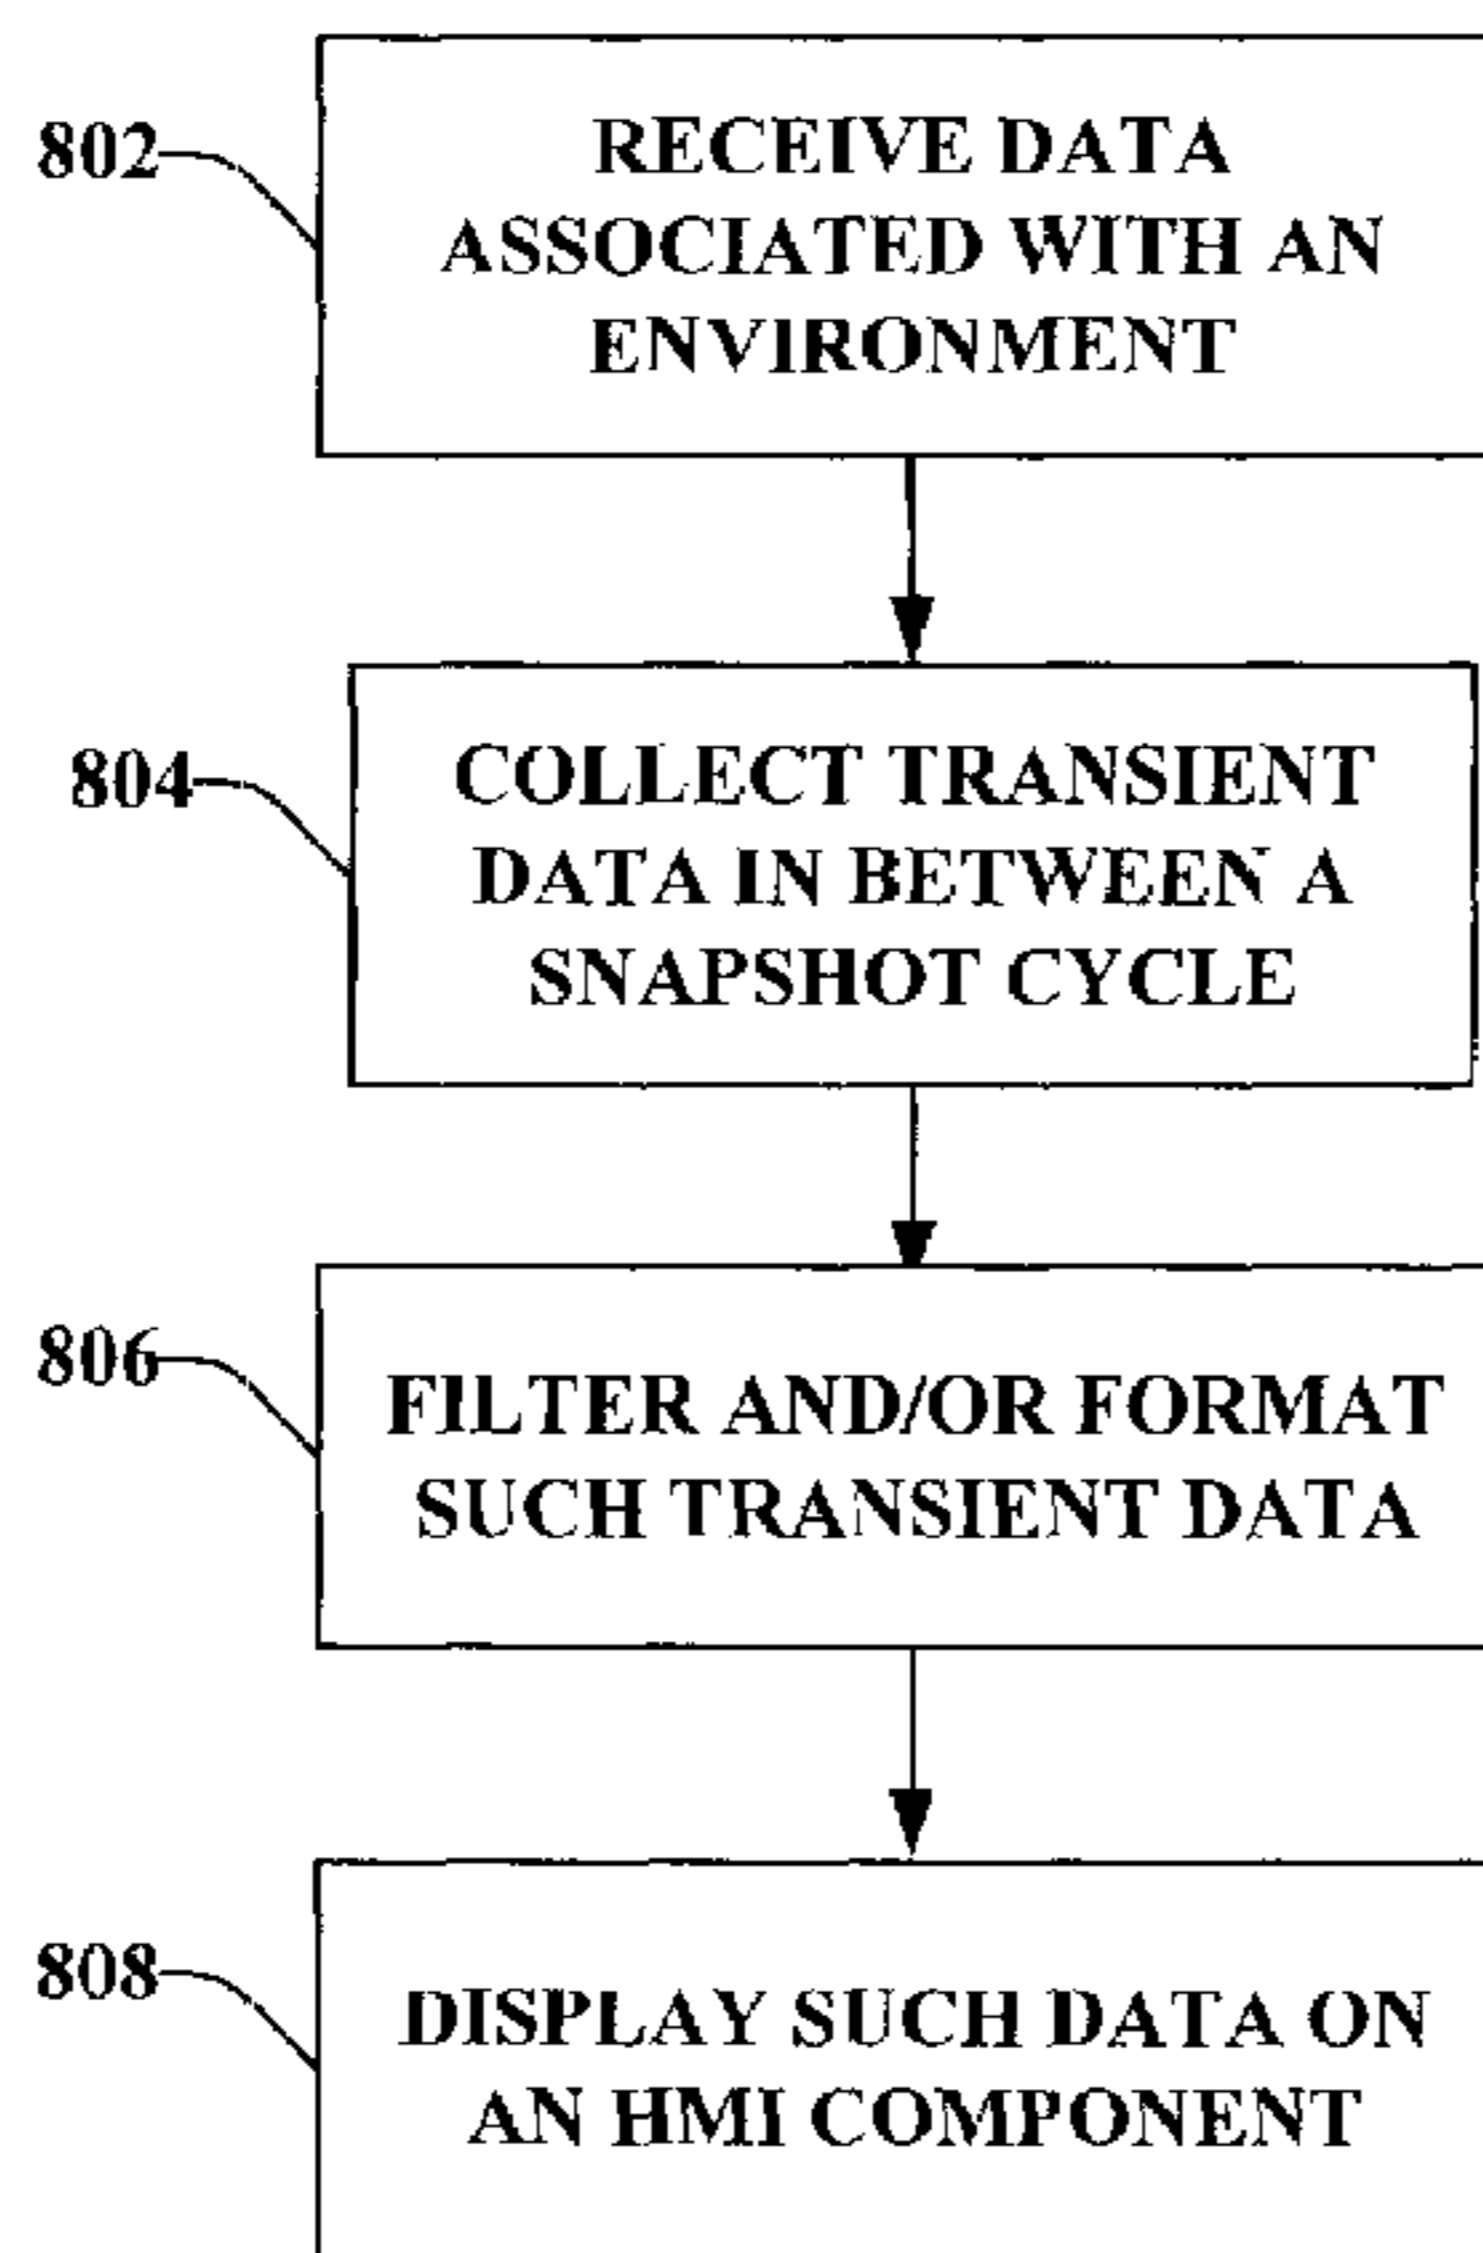 802
RECEIVE DATA
ASSOCIATED WITH AN
ENVIRONMENT
804
COLLECT TRANSIENT
DATA IN BETWEEN A
SNAPSHOT CYCLE
806
FILTER AND/OR FORMAT
SUCH TRANSIENT DATA
808
DISPLAY SUCH DATA ON
AN HMI COMPONENT